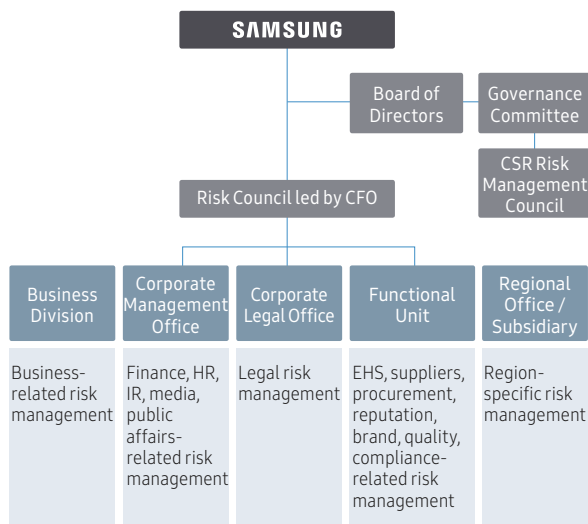 SAMSUNG
Board of
Directors
Governance
Committee
CSR Risk
Management
Council
Risk Council led by CFO
Business
Division
Corporate
Management
Office
Corporate
Legal Office
Functional
Unit
Regional
Office /
Subsidiary
Business-
related risk
management
Finance, HR,
IR, media,
public
affairs-
related risk
management
Legal risk
management
EHS, suppliers,
procurement,
reputation,
brand, quality,
compliance-
related risk
management
Region-
specific risk
management